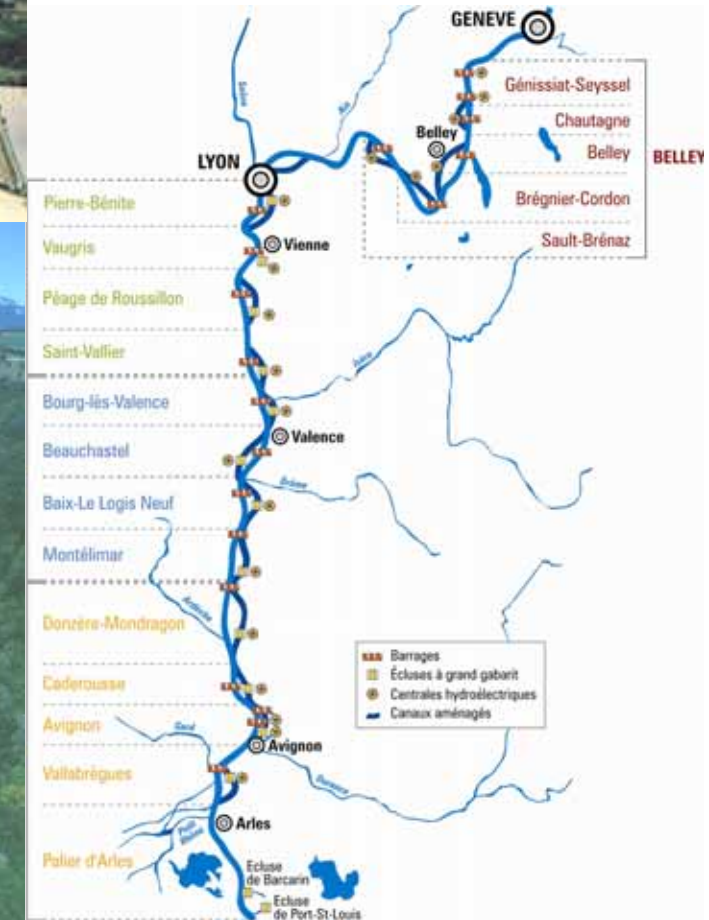 GENEVE
Génissiat-Seyssel
Chautagne
Belley
Belley
BELLEY
Brégnier-Cordon
Sault-Brénaz
Saône
Ain
LYON
Pierre-Bénite
Vaugris
Vienne
Péage de Roussillon
Saint-Vallier
Isère
Bourg-lès-Valence
Valence
Beauchastel
Drôme
Baix-Le Logis Neuf
Montélimar
Ardèche
Donzère-Mondragon
Barrages
Écluses à grand gabarit
Centrales hydroélectriques
Canaux aménagés
Caderousse
Avignon
Gard
Avignon
Vallabrègues
Durance
Arles
Petit
Rhône
Palier d'Arles
Ecluse
de Barcarin
Ecluse
de Port-St-Louis